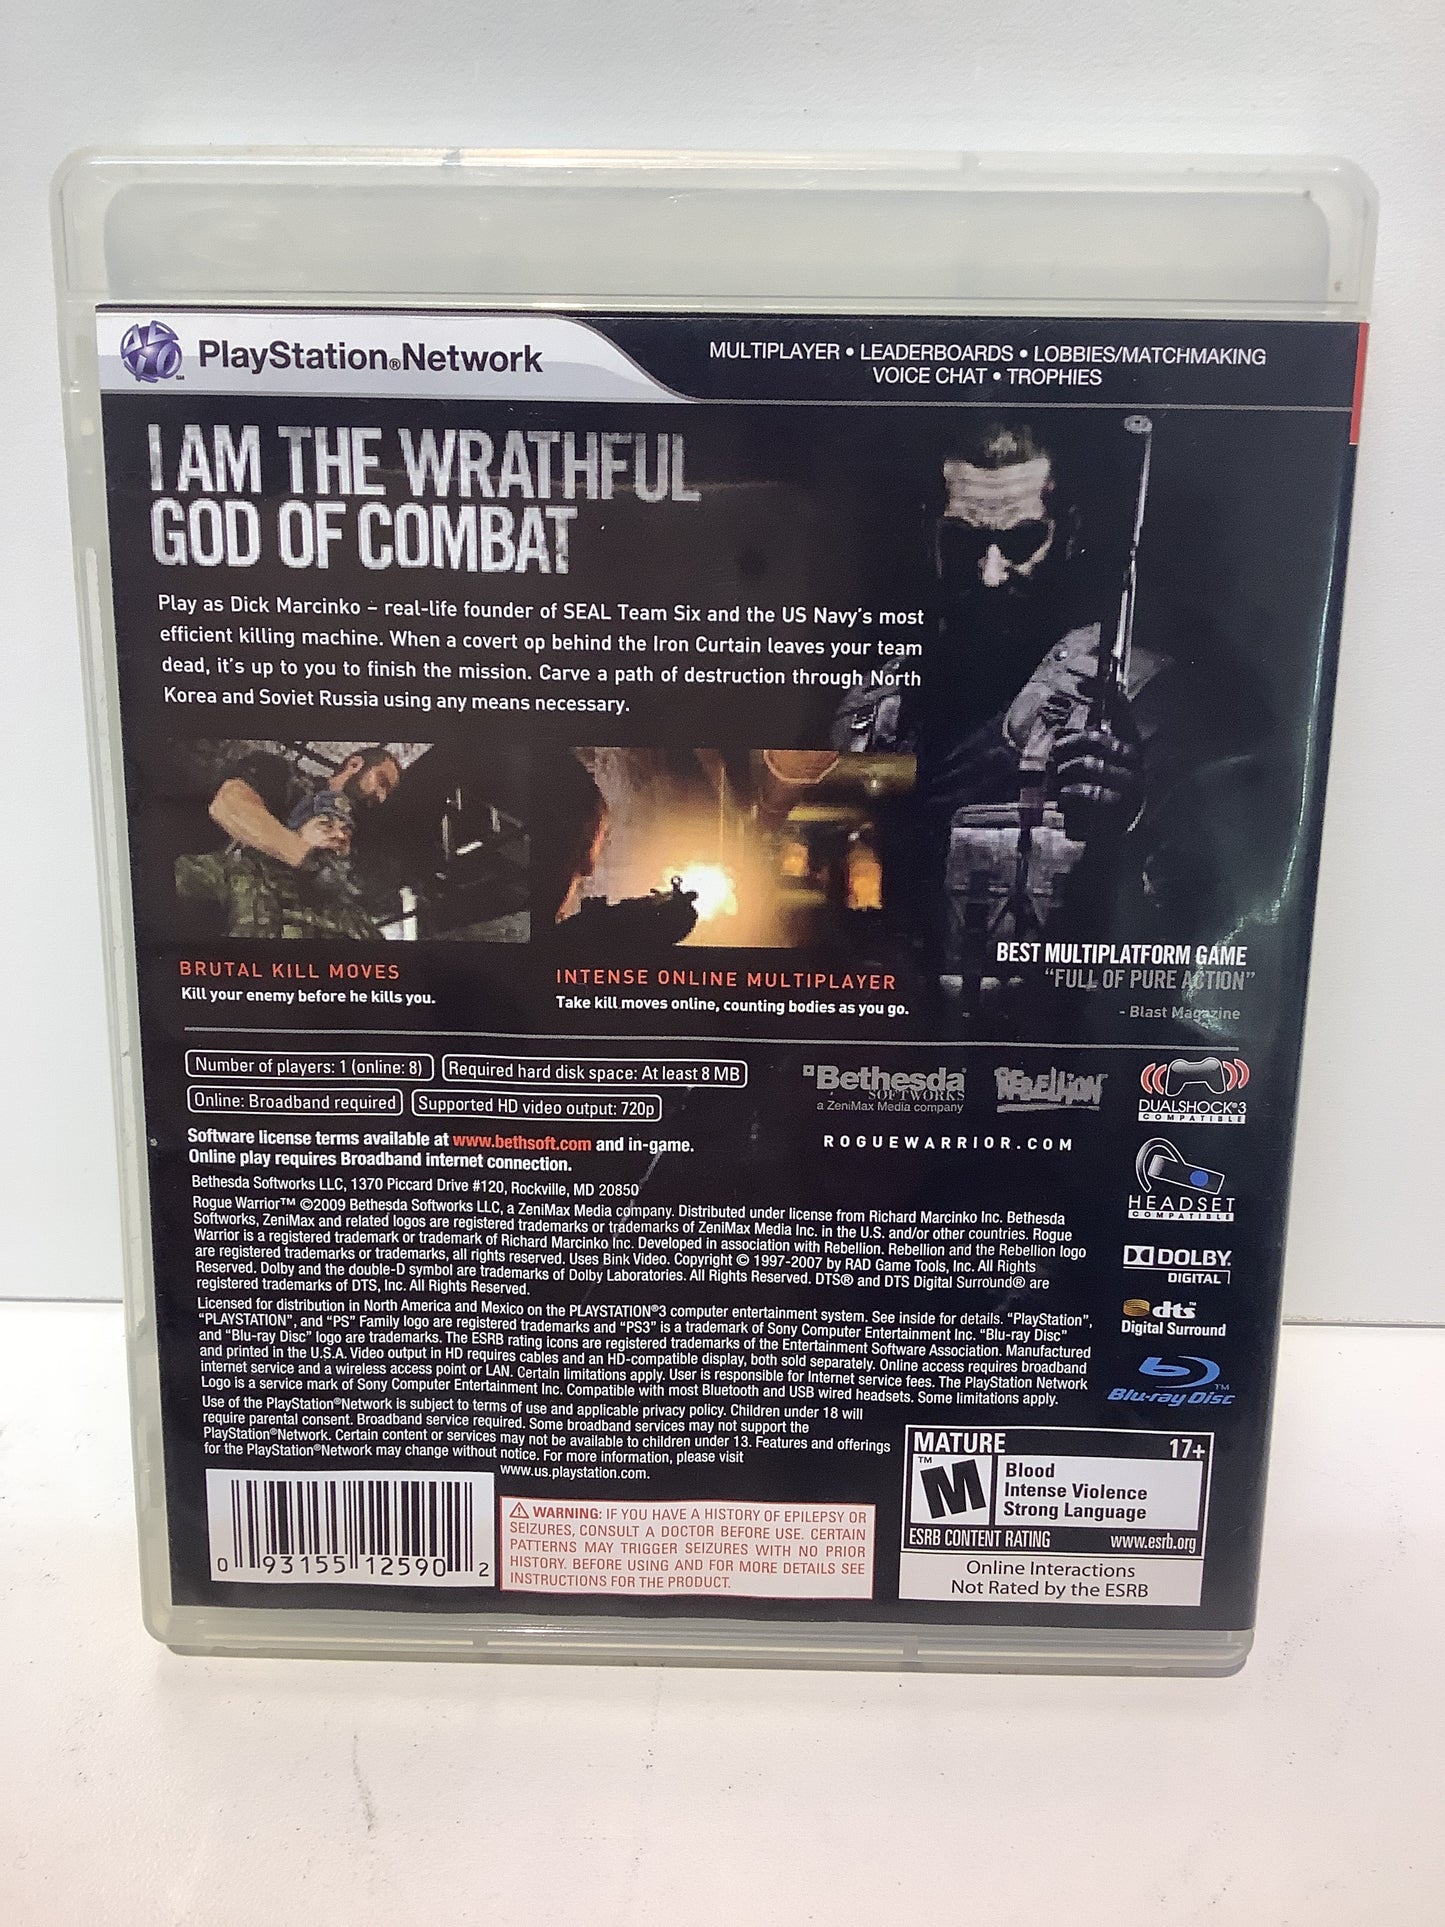 PlayStation®Network
MULTIPLAYER • LEADERBOARDS • LOBBIES/MATCHMAKING
VOICE CHAT • TROPHIES
I AM THE WRATHFUL
GOD OF COMBAT
Play as Dick Marcinko – real-life founder of SEAL Team Six and the US Navy's most
efficient killing machine. When a covert op behind the Iron Curtain leaves your team
dead, it's up to you to finish the mission. Carve a path of destruction through North
Korea and Soviet Russia using any means necessary.
BRUTAL KILL MOVES
Kill your enemy before he kills you.
INTENSE ONLINE MULTIPLAYER
Take kill moves online, counting bodies as you go.
BEST MULTIPLATFORM GAME
“FULL OF PURE ACTION”
- Blast Magazine
Number of players: 1 (online: 8)
Required hard disk space: At least 8 MB
Online: Broadband required
Supported HD video output: 720p
Bethesda
SOFTWORKS
a ZeniMax Media company
REBELLION
ROGUEWARRIOR.COM
DUALSHOCK®3
COMPATIBLE
HEADSET
COMPATIBLE
DOLBY
DIGITAL
dts
Digital Surround
Blu-ray Disc™
Software license terms available at www.bethsoft.com and in-game.
Online play requires Broadband internet connection.
Bethesda Softworks LLC, 1370 Piccard Drive #120, Rockville, MD 20850
Rogue Warrior™ ©2009 Bethesda Softworks LLC, a ZeniMax Media company. Distributed under license from Richard Marcinko Inc. Bethesda
Softworks, ZeniMax and related logos are registered trademarks or trademarks of ZeniMax Media Inc. in the U.S. and/or other countries. Rogue
Warrior is a registered trademark or trademark of Richard Marcinko Inc. Developed in association with Rebellion. Rebellion and the Rebellion logo
are registered trademarks or trademarks, all rights reserved. Uses Bink Video. Copyright © 1997-2007 by RAD Game Tools, Inc. All Rights
Reserved. Dolby and the double-D symbol are trademarks of Dolby Laboratories. All Rights Reserved. DTS® and DTS Digital Surround® are
registered trademarks of DTS, Inc. All Rights Reserved.
Licensed for distribution in North America and Mexico on the PLAYSTATION®3 computer entertainment system. See inside for details. “PlayStation”,
“PLAYSTATION”, and “PS” Family logo are registered trademarks and “PS3” is a trademark of Sony Computer Entertainment Inc. “Blu-ray Disc”
and “Blu-ray Disc” logo are trademarks. The ESRB rating icons are registered trademarks of the Entertainment Software Association. Manufactured
and printed in the U.S.A. Video output in HD requires cables and an HD-compatible display, both sold separately. Online access requires broadband
internet service and a wireless access point or LAN. Certain limitations apply. User is responsible for Internet service fees. The PlayStation Network
Logo is a service mark of Sony Computer Entertainment Inc. Compatible with most Bluetooth and USB wired headsets. Some limitations apply.
Use of the PlayStation®Network is subject to terms of use and applicable privacy policy. Children under 18 will
require parental consent. Broadband service required. Some broadband services may not support the
PlayStation®Network. Certain content or services may not be available to children under 13. Features and offerings
for the PlayStation®Network may change without notice. For more information, please visit
www.us.playstation.com.
0 93155 12590 2
WARNING: IF YOU HAVE A HISTORY OF EPILEPSY OR
SEIZURES, CONSULT A DOCTOR BEFORE USE. CERTAIN
PATTERNS MAY TRIGGER SEIZURES WITH NO PRIOR
HISTORY. BEFORE USING AND FOR MORE DETAILS SEE
INSTRUCTIONS FOR THE PRODUCT.
MATURE 17+
M™
Blood
Intense Violence
Strong Language
ESRB CONTENT RATING www.esrb.org
Online Interactions
Not Rated by the ESRB